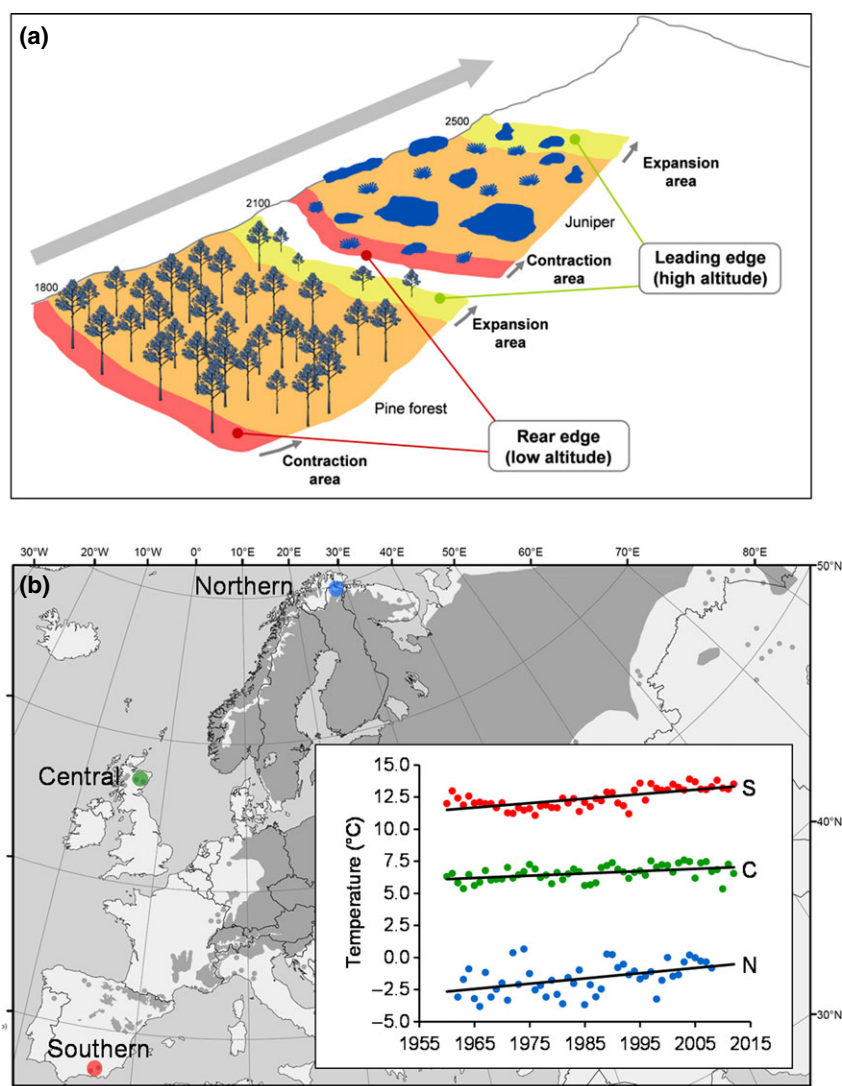 (a)
2500
Expansion
area
Juniper
2100
Contraction
area
Leading edge
(high altitude)
1800
Expansion
area
Pine forest
Rear edge
(low altitude)
Contraction
area
30°W 20°W 10°W 0° 10°E 20°E 30°E 40°E 50°E 60°E 70°E 80°E
(b)
50°N
Northern
Central
Southern
40°N
30°N
Temperature (°C)
15.0
12.5
10.0
7.5
5.0
2.5
0.0
−2.5
−5.0
S
C
N
1955 1965 1975 1985 1995 2005 2015